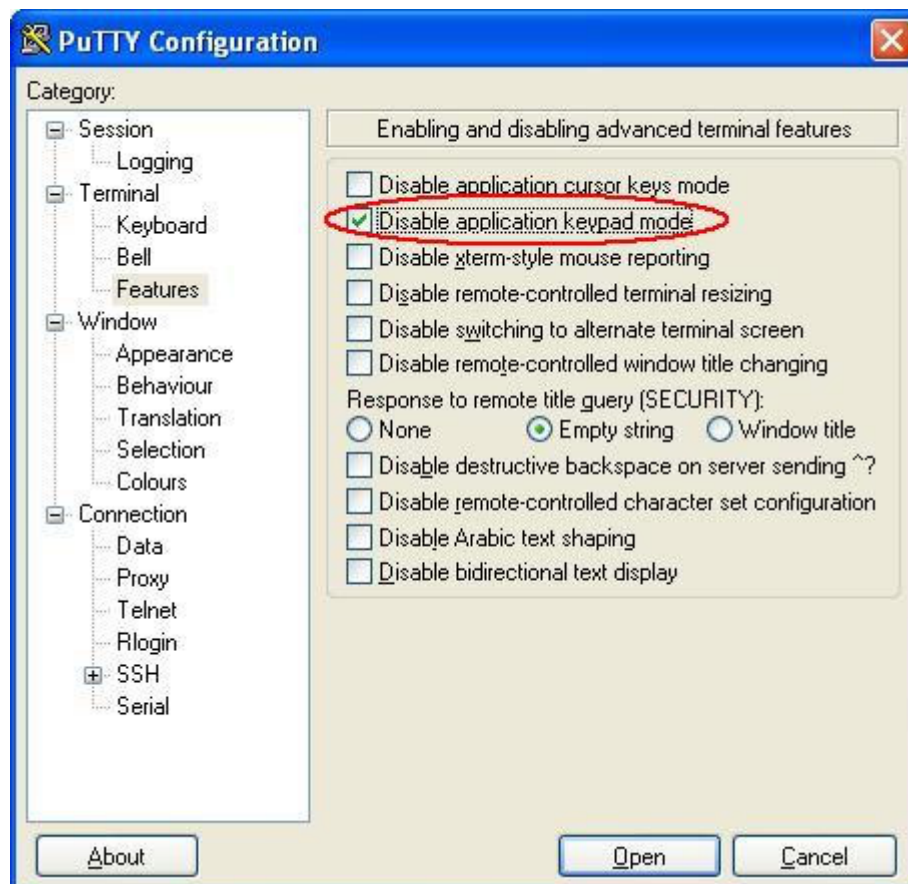 PuTTY Configuration
Category:
Session
Logging
Terminal
Keyboard
Bell
Features
Window
Appearance
Behaviour
Translation
Selection
Colours
Connection
Data
Proxy
Telnet
Rlogin
SSH
Serial
Enabling and disabling advanced terminal features
Disable application cursor keys mode
Disable application keypad mode
Disable xterm-style mouse reporting
Disable remote-controlled terminal resizing
Disable switching to alternate terminal screen
Disable remote-controlled window title changing
Response to remote title query (SECURITY):
None Empty string Window title
Disable destructive backspace on server sending ^?
Disable remote-controlled character set configuration
Disable Arabic text shaping
Disable bidirectional text display
About Open Cancel